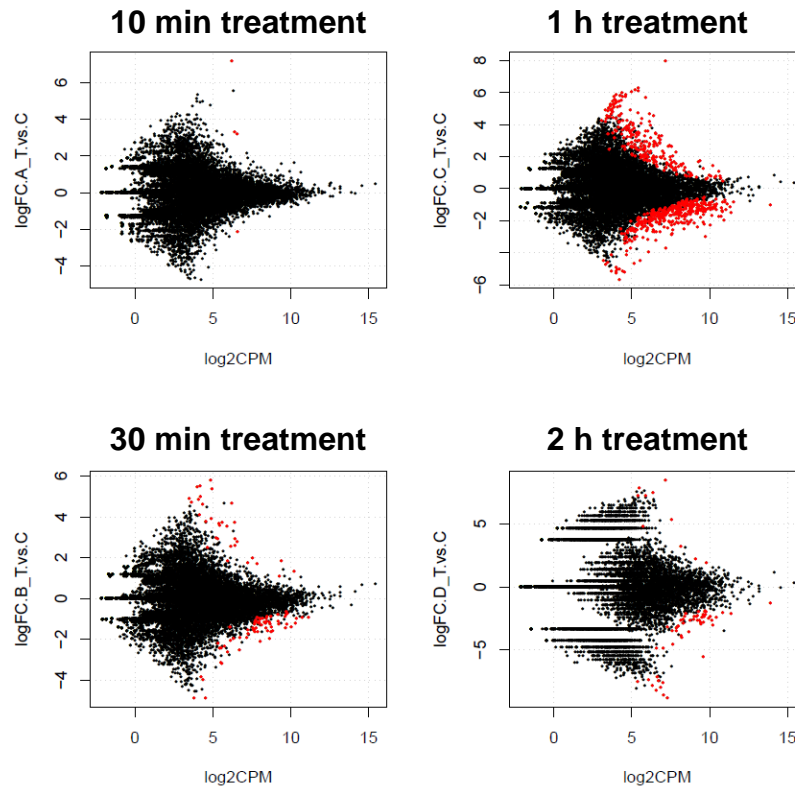 10 min treatment
6
4
2
0
−2
−4
logFC.A_T.vs.C
0 5 10 15
log2CPM
1 h treatment
8
6
4
2
0
−2
−6
logFC.C_T.vs.C
0 5 10 15
log2CPM
30 min treatment
6
4
2
0
−2
−4
logFC.B_T.vs.C
0 5 10 15
log2CPM
2 h treatment
5
0
−5
logFC.D_T.vs.C
0 5 10 15
log2CPM